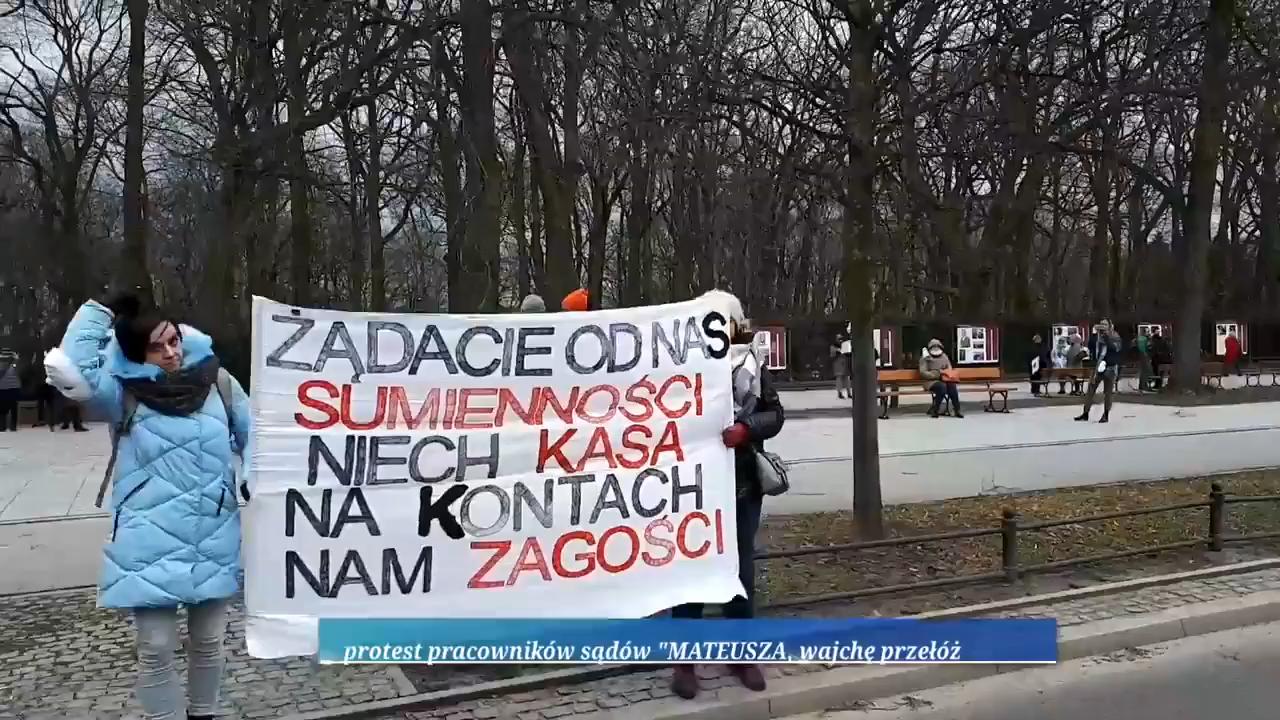 ŻĄDACIE OD NAS
SUMIENNOŚCI
NIECH KASA
NA KONTACH
NAM ZAGOŚCI
protest pracowników sądów "MATEUSZA, wajchę przełóż